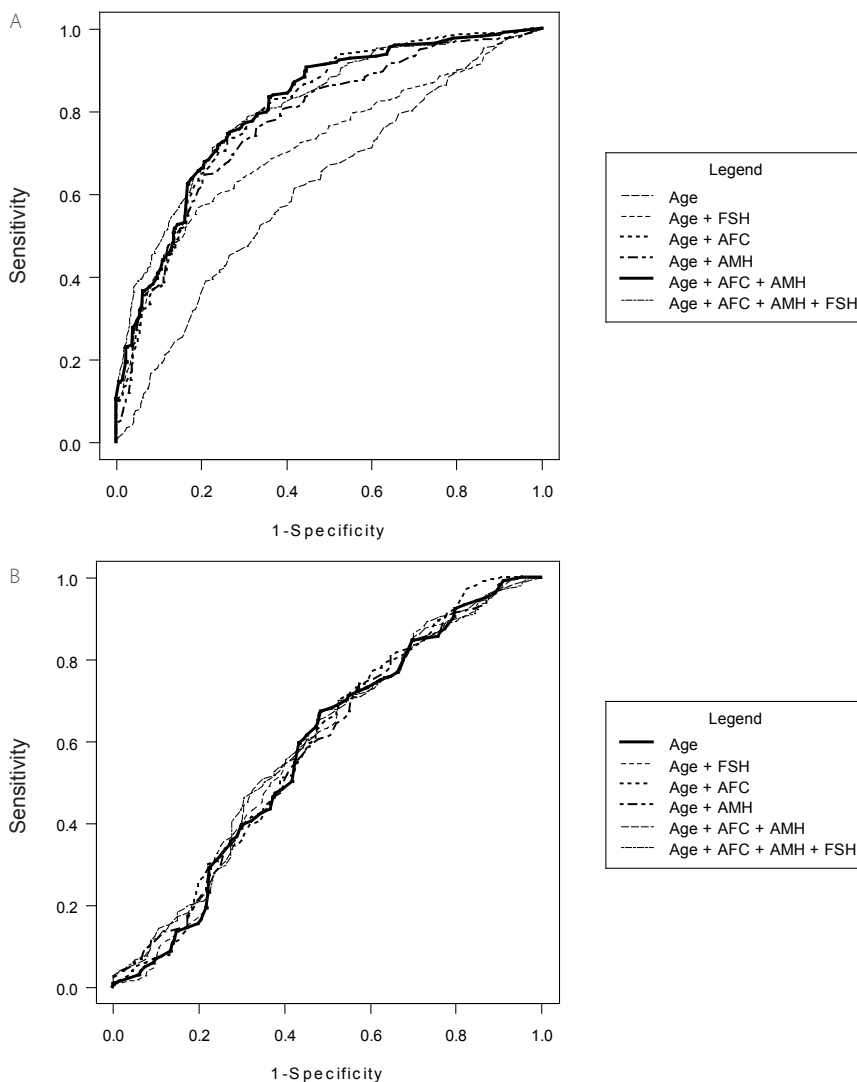 A
1.0
0.8
0.6
0.4
0.2
0.0
Sensitivity
0.0 0.2 0.4 0.6 0.8 1.0
1-Specificity
Legend
Age
Age + FSH
Age + AFC
Age + AMH
Age + AFC + AMH
Age + AFC + AMH + FSH
B
1.0
0.8
0.6
0.4
0.2
0.0
Sensitivity
0.0 0.2 0.4 0.6 0.8 1.0
1-Specificity
Legend
Age
Age + FSH
Age + AFC
Age + AMH
Age + AFC + AMH
Age + AFC + AMH + FSH